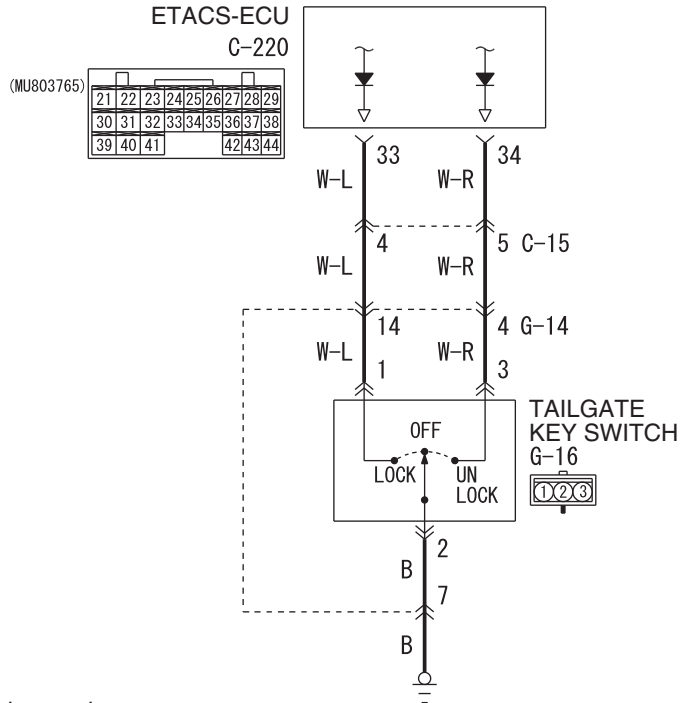 ETACS-ECU
C-220
(MU803765)
21 22 23 24 25 26 27 28 29
30 31 32 33 34 35 36 37 38
39 40 41 42 43 44
33 34
W-L W-R
4 5 C-15
W-L W-R
14 4 G-14
W-L W-R
1 3
TAILGATE
KEY SWITCH
G-16
1 2 3
OFF
LOCK
UN
LOCK
2
B
7
B